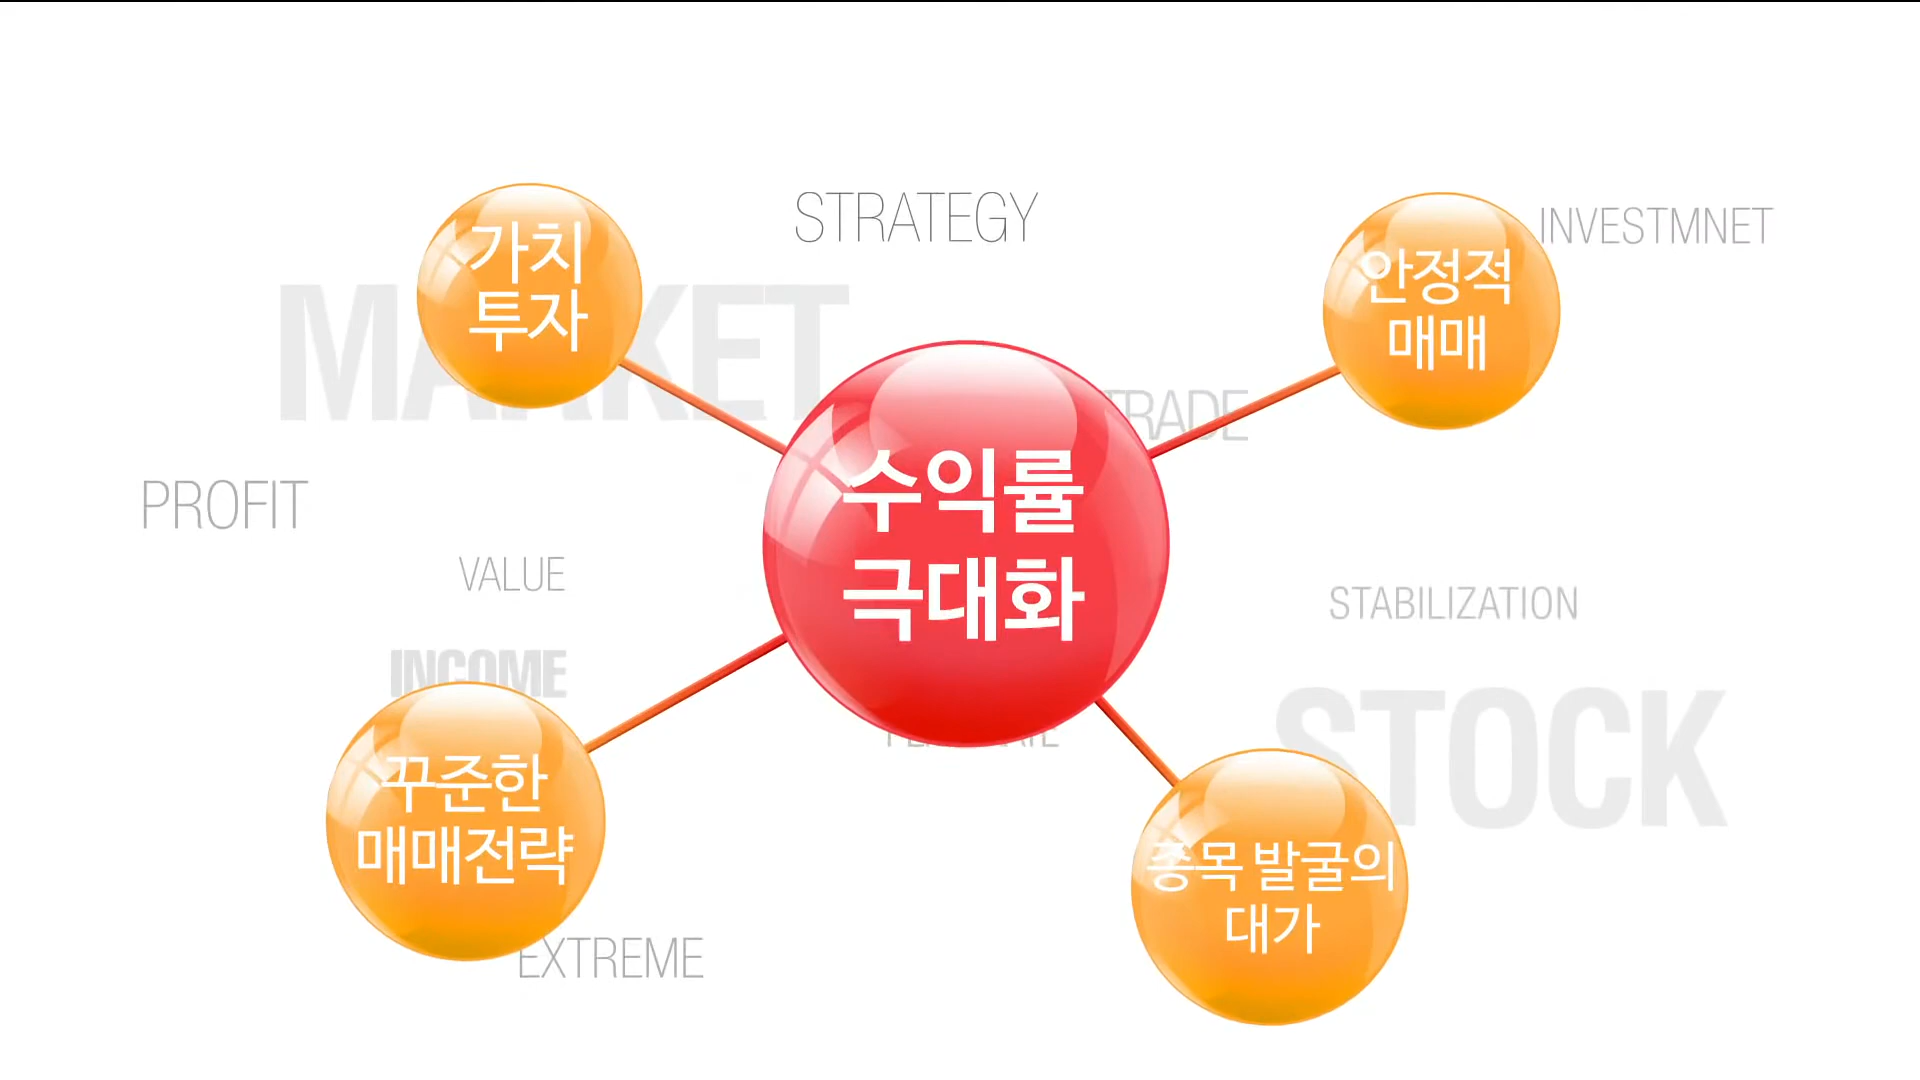 STRATEGY
INVESTMNET
가치
투자
안정적
매매
MARKET
TRADE
수익률
극대화
PROFIT
VALUE
STABILIZATION
INCOME
STOCK
꾸준한
매매전략
종목 발굴의
대가
EXTREME